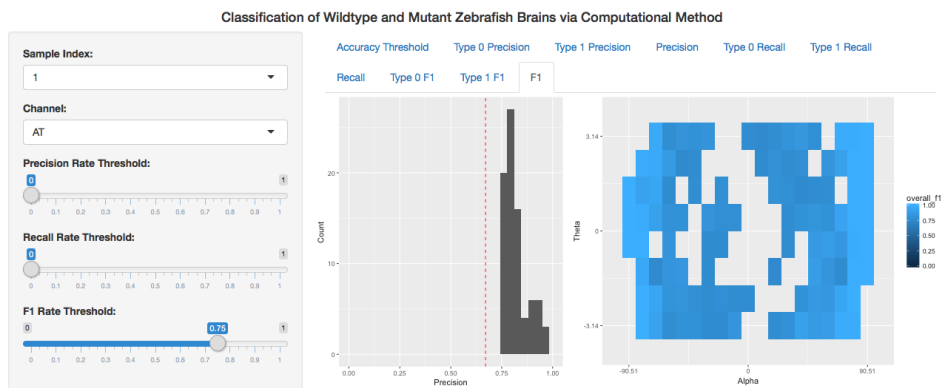 Classification of Wildtype and Mutant Zebrafish Brains via Computational Method
Sample Index:
1
Channel:
AT
Precision Rate Threshold:
0 1
0 0.1 0.2 0.3 0.4 0.5 0.6 0.7 0.8 0.9 1
Recall Rate Threshold:
0 1
0 0.1 0.2 0.3 0.4 0.5 0.6 0.7 0.8 0.9 1
F1 Rate Threshold:
0 0.75 1
0 0.1 0.2 0.3 0.4 0.5 0.6 0.7 0.8 0.9 1
Accuracy Threshold Type 0 Precision Type 1 Precision Precision Type 0 Recall Type 1 Recall
Recall Type 0 F1 Type 1 F1 F1
Count
20
10
0
0.00 0.25 0.50 0.75 1.00
Precision
Theta
3.14
0
-3.14
-90.51 0 90.51
Alpha
overall_f1
1.00
0.75
0.50
0.25
0.00